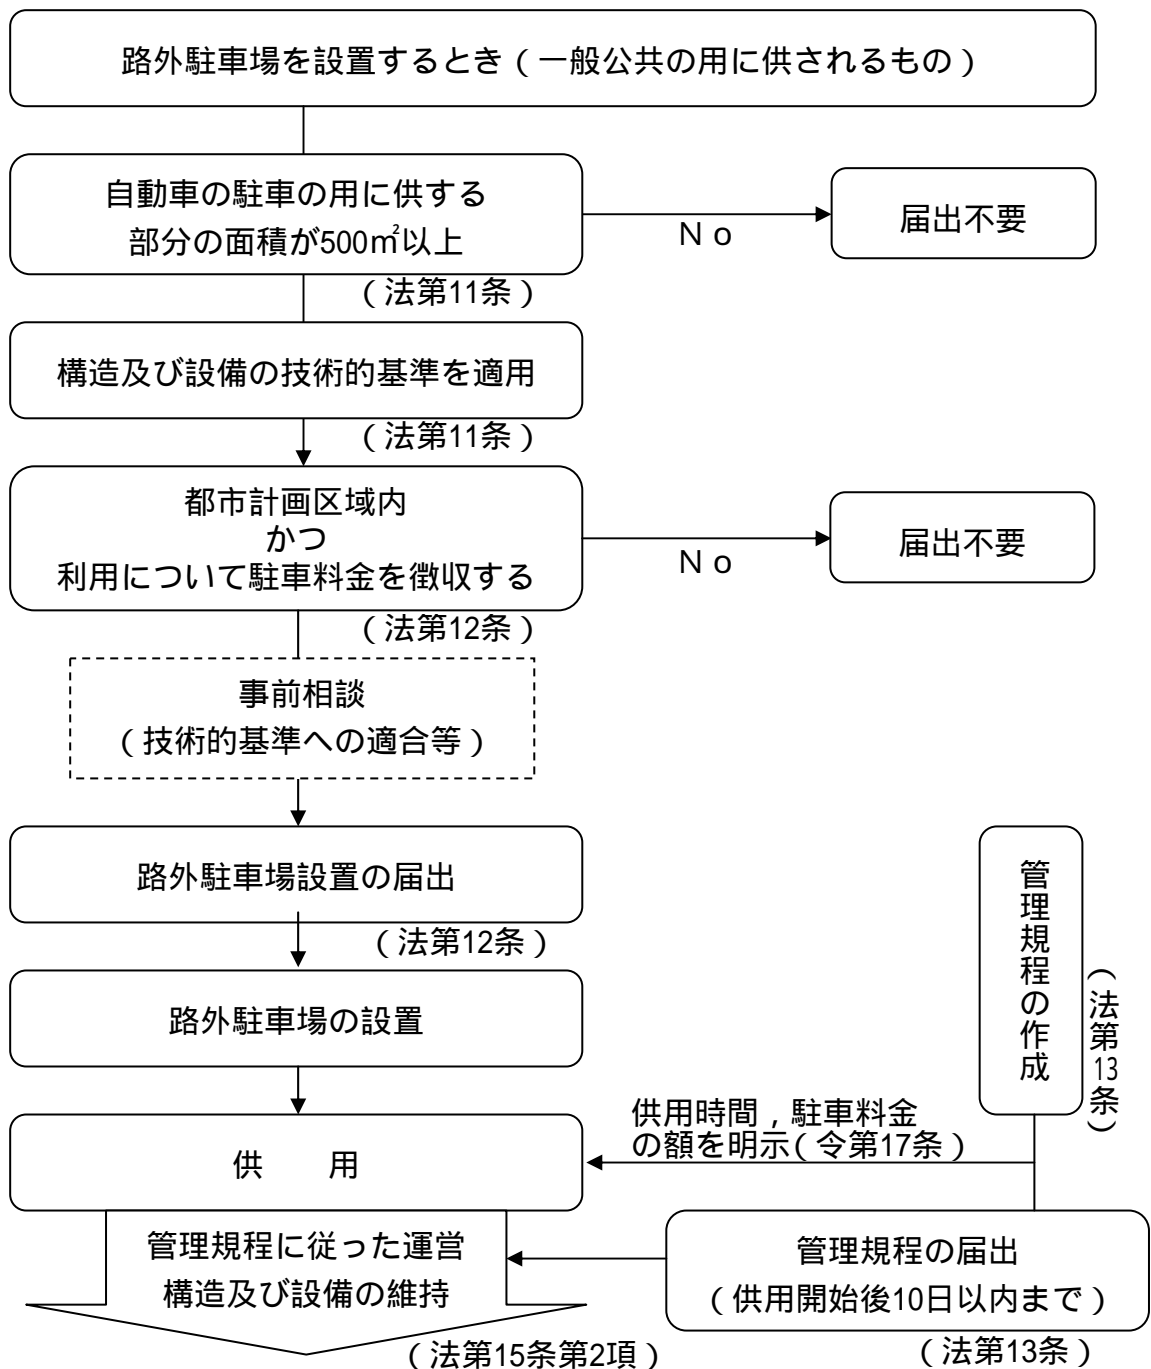 路外駐車場を設置するとき（一般公共の用に供されるもの）
自動車の駐車の用に供する
部分の面積が500㎡以上
No
届出不要
（法第11条）
構造及び設備の技術的基準を適用
（法第11条）
都市計画区域内
かつ
利用について駐車料金を徴収する
No
届出不要
（法第12条）
事前相談
（技術的基準への適合等）
路外駐車場設置の届出
（法第12条）
路外駐車場の設置
管理規程の作成
（法第13条）
供用時間，駐車料金
の額を明示（令第17条）
供　用
管理規程に従った運営
構造及び設備の維持
（法第15条第2項）
管理規程の届出
（供用開始後10日以内まで）
（法第13条）